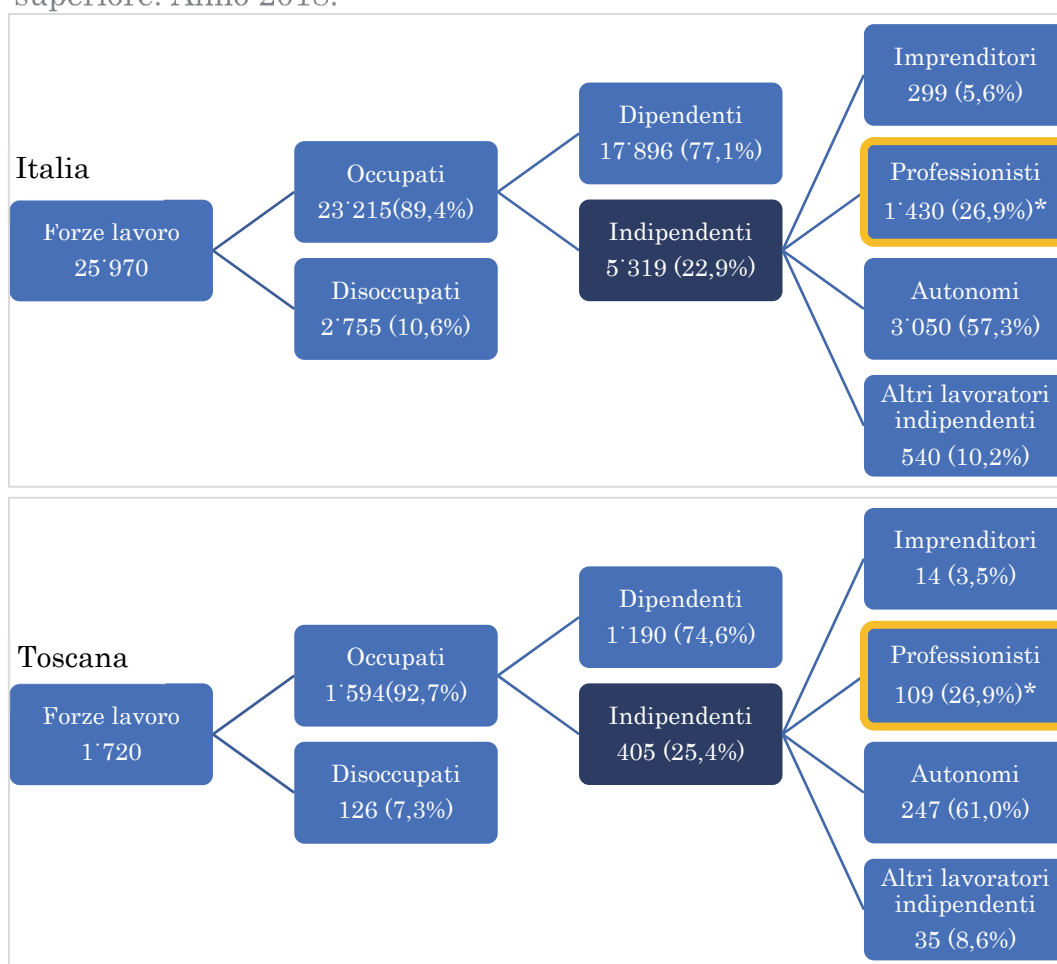 superiore. Anno 2018.
Italia
Forze lavoro
25˙970
Occupati
23˙215(89,4%)
Disoccupati
2˙755 (10,6%)
Dipendenti
17˙896 (77,1%)
Indipendenti
5˙319 (22,9%)
Imprenditori
299 (5,6%)
Professionisti
1˙430 (26,9%)*
Autonomi
3˙050 (57,3%)
Altri lavoratori
indipendenti
540 (10,2%)
Toscana
Forze lavoro
1˙720
Occupati
1˙594(92,7%)
Disoccupati
126 (7,3%)
Dipendenti
1˙190 (74,6%)
Indipendenti
405 (25,4%)
Imprenditori
14 (3,5%)
Professionisti
109 (26,9%)*
Autonomi
247 (61,0%)
Altri lavoratori
indipendenti
35 (8,6%)